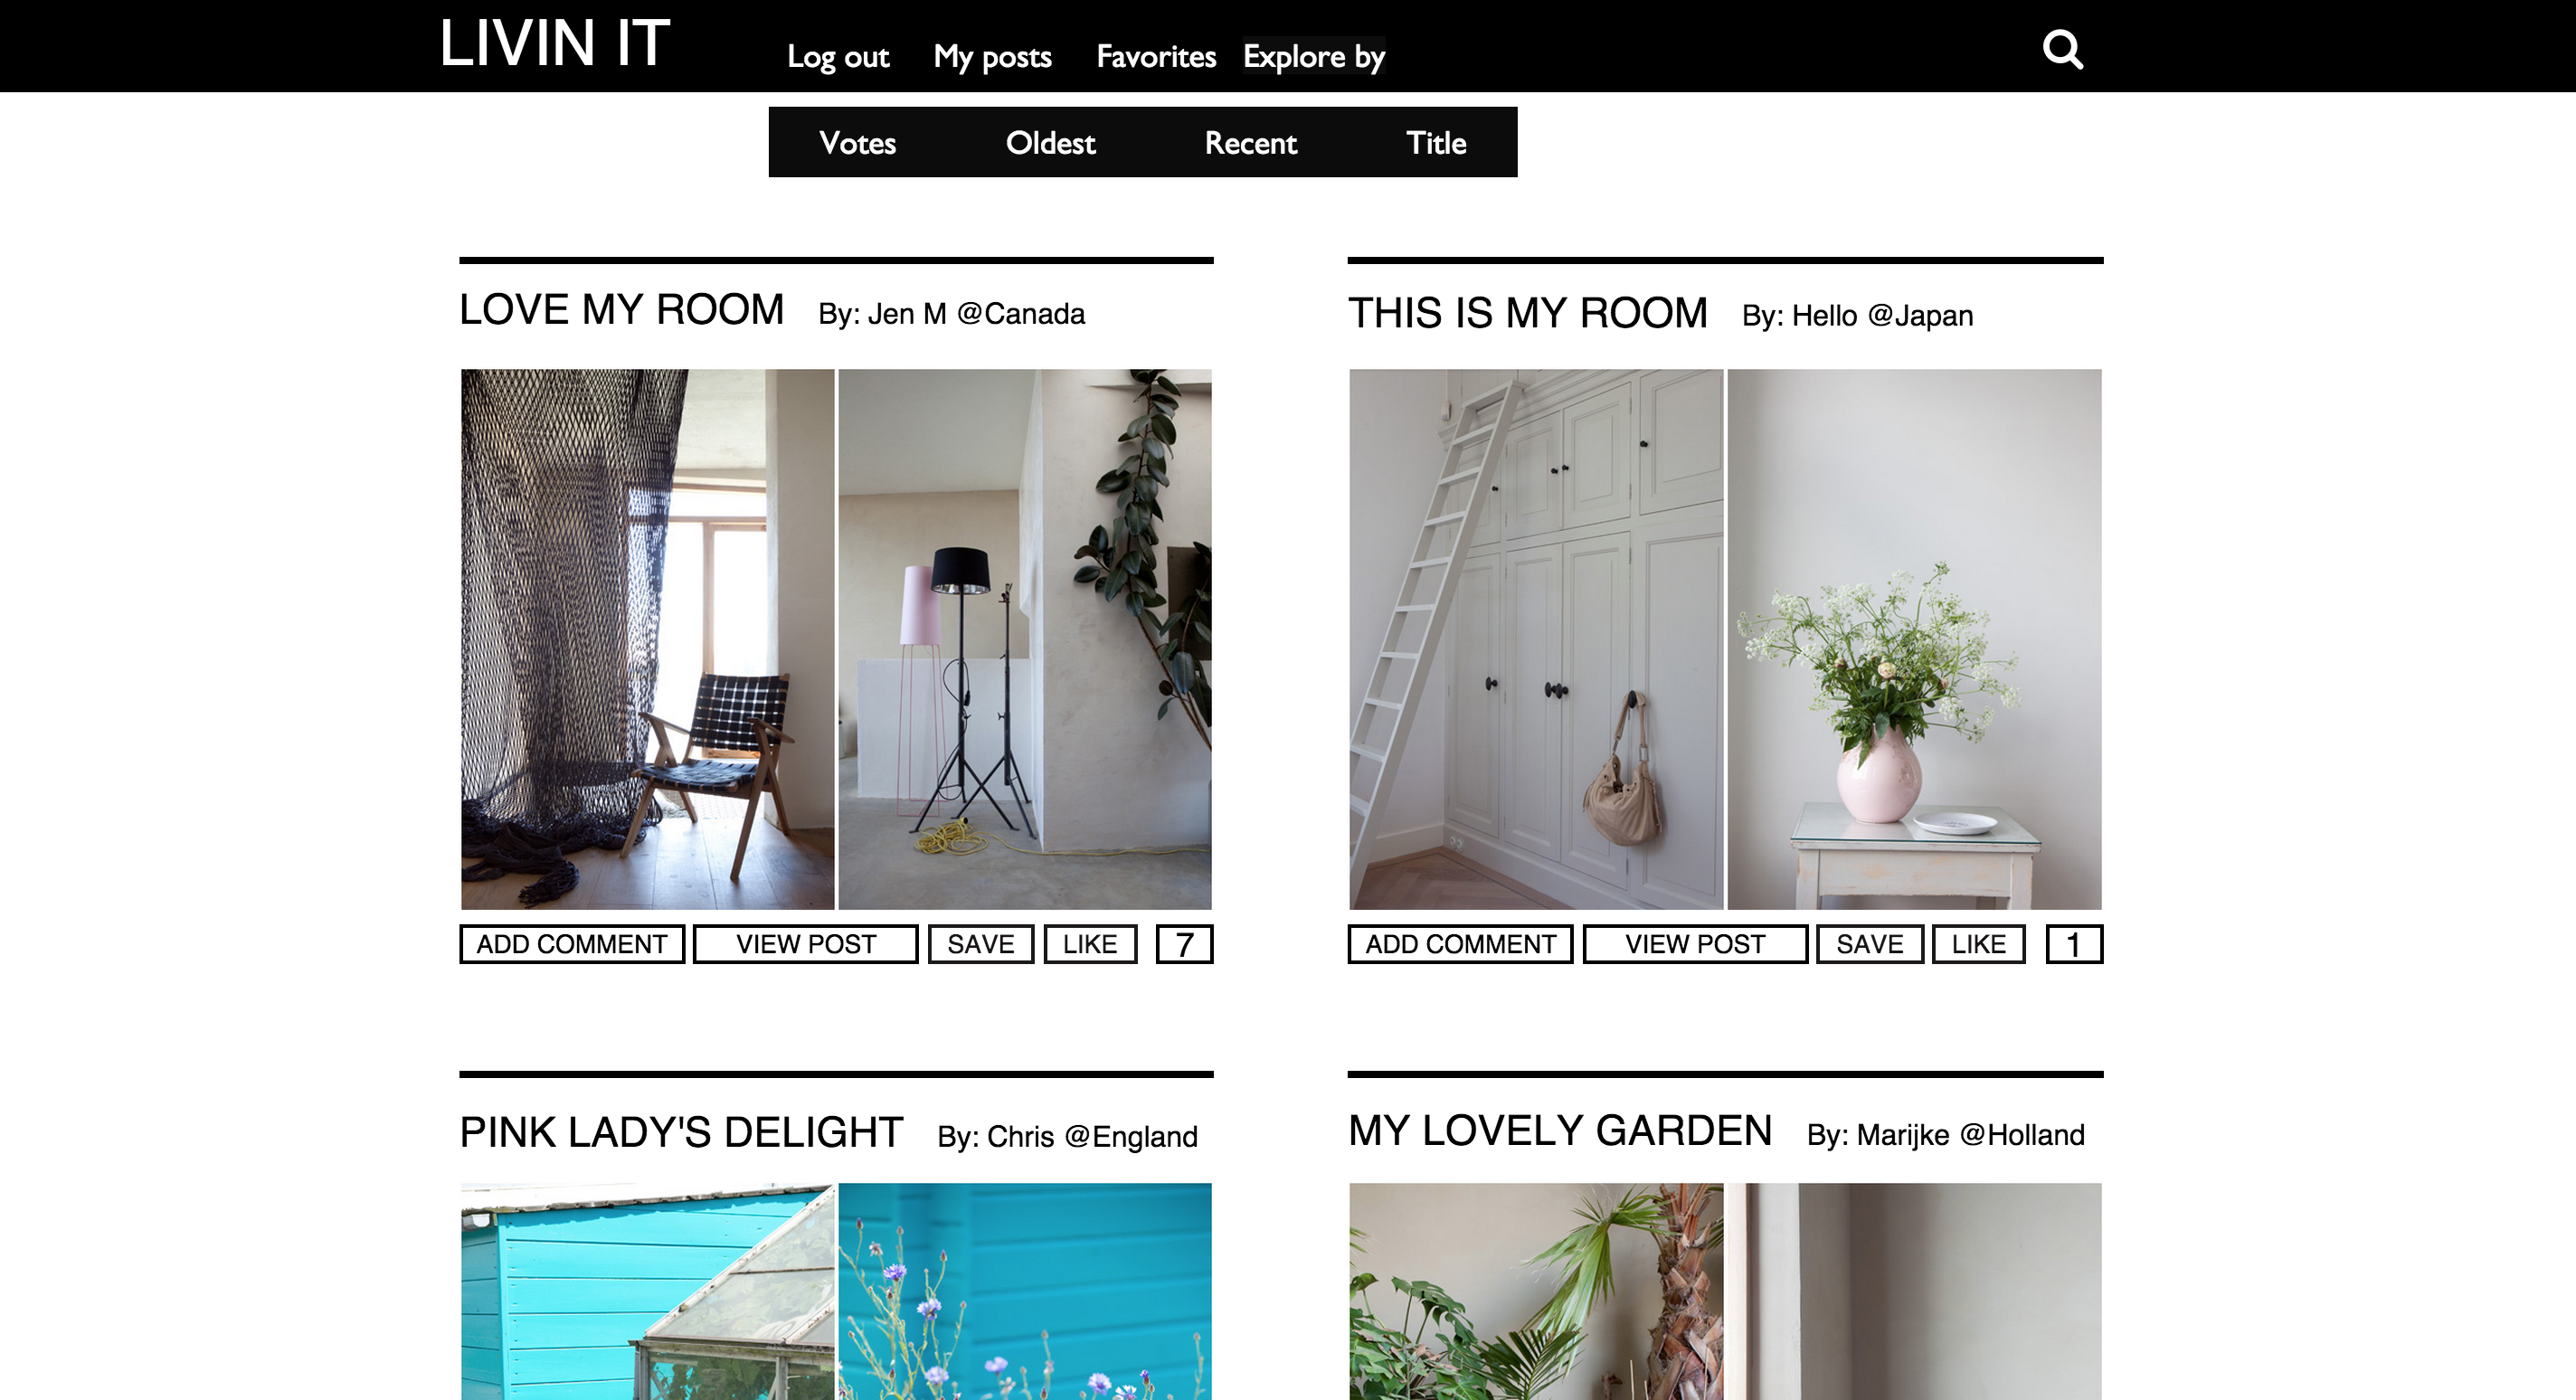 LIVIN IT
Log out My posts Favorites Explore by
Votes Oldest Recent Title
LOVE MY ROOM By: Jen M @Canada
THIS IS MY ROOM By: Hello @Japan
ADD COMMENT VIEW POST SAVE LIKE 7
ADD COMMENT VIEW POST SAVE LIKE 1
PINK LADY'S DELIGHT By: Chris @England
MY LOVELY GARDEN By: Marijke @Holland